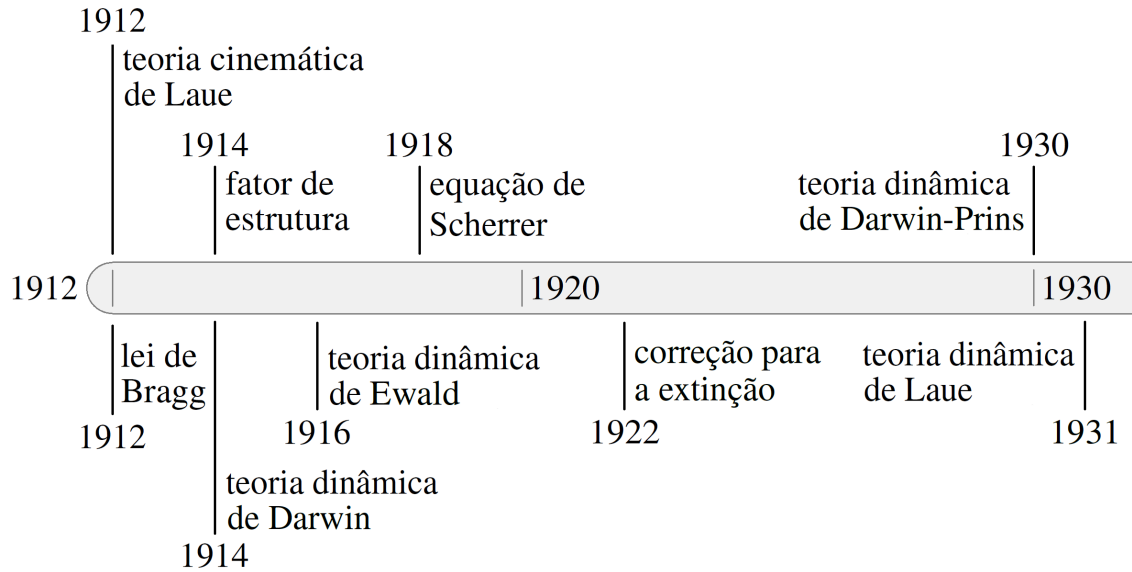 1912
teoria cinemática
de Laue
1914
fator de
estrutura
1918
equação de
Scherrer
1930
teoria dinâmica
de Darwin-Prins
1912
1920
1930
lei de
Bragg
1912
teoria dinâmica
de Darwin
1914
teoria dinâmica
de Ewald
1916
correção para
a extinção
1922
teoria dinâmica
de Laue
1931